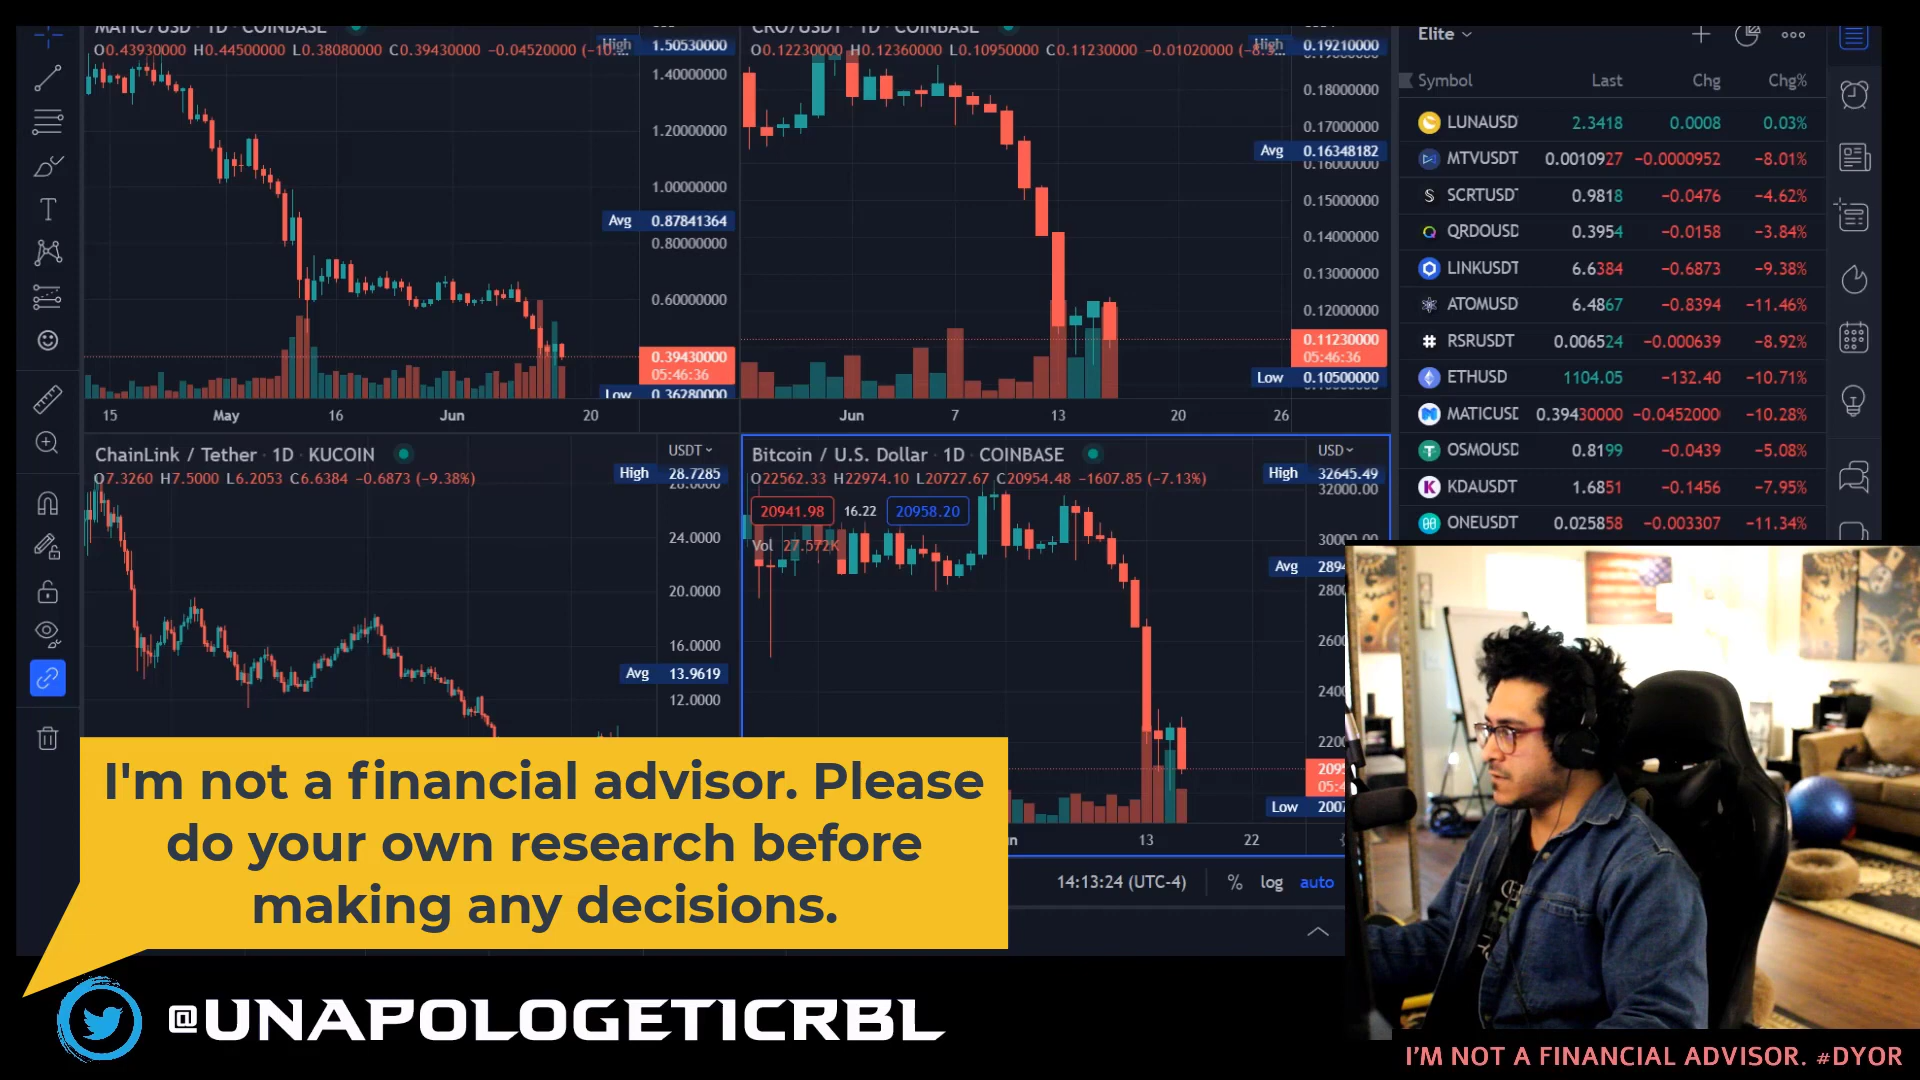 MATIC/USD · 1D · COINBASE
O0.43930000 H0.44500000 L0.38080000 C0.39430000 −0.04520000
High 1.50530000
1.40000000
1.20000000
1.00000000
Avg 0.87841364
0.80000000
0.60000000
0.39430000
05:46:36
Low 0.36280000
15 May 16 Jun 20
CRO/USDT · 1D · COINBASE
O0.12230000 H0.12360000 L0.10950000 C0.11230000 −0.01020000
High 0.19210000
0.19000000
0.18000000
0.17000000
Avg 0.16348182
0.16000000
0.15000000
0.14000000
0.13000000
0.12000000
0.11230000
05:46:36
Low 0.10500000
Jun 7 13 20 26
ChainLink / Tether · 1D · KUCOIN
O7.3260 H7.5000 L6.2053 C6.6384 −0.6873 (−9.38%)
USDT
High 28.7285
24.0000
20.0000
16.0000
Avg 13.9619
12.0000
Bitcoin / U.S. Dollar · 1D · COINBASE
O22562.33 H22974.10 L20727.67 C20954.48 −1607.85 (−7.13%)
20941.98 16.22 20958.20
Vol 27.572K
USD
High 32645.49
32000.00
30000.00
Avg
Low
13 22
14:13:24 (UTC-4) % log auto
Elite
Symbol Last Chg Chg%
LUNAUSD 2.3418 0.0008 0.03%
MTVUSDT 0.0010927 −0.0000952 −8.01%
SCRTUSDT 0.9818 −0.0476 −4.62%
QRDOUSD 0.3954 −0.0158 −3.84%
LINKUSDT 6.6384 −0.6873 −9.38%
ATOMUSD 6.4867 −0.8394 −11.46%
RSRUSDT 0.006524 −0.000639 −8.92%
ETHUSD 1104.05 −132.40 −10.71%
MATICUSD 0.39430000 −0.0452000 −10.28%
OSMOUSD 0.8199 −0.0439 −5.08%
KDAUSDT 1.6851 −0.1456 −7.95%
ONEUSDT 0.025858 −0.003307 −11.34%
I'm not a financial advisor. Please
do your own research before
making any decisions.
@UNAPOLOGETICRBL
I'M NOT A FINANCIAL ADVISOR. #DYOR